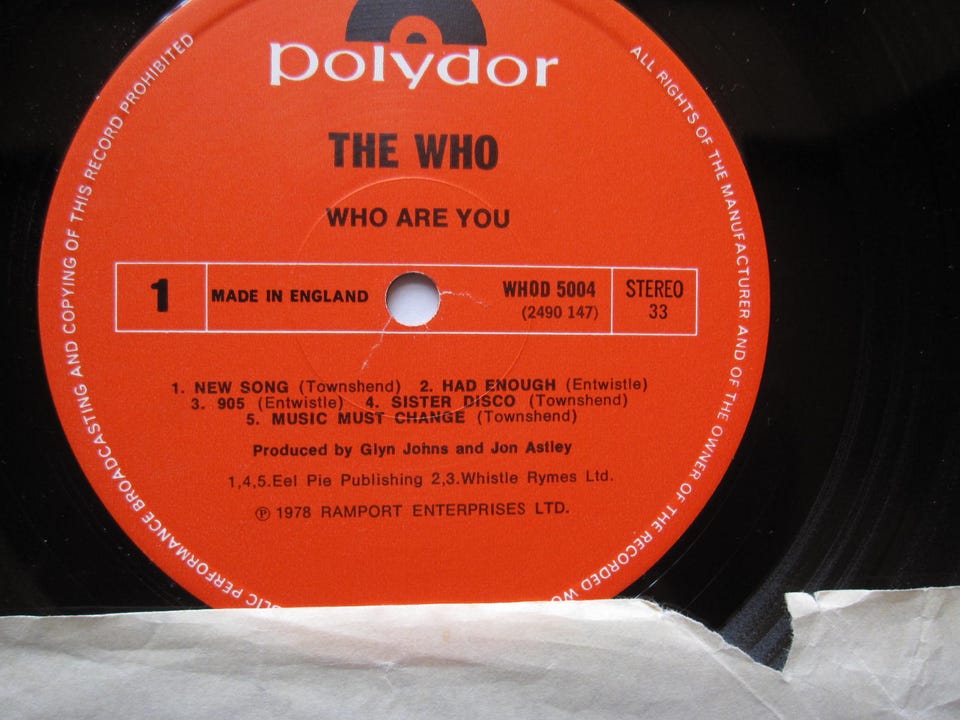 polydor
THE WHO
WHO ARE YOU
1 MADE IN ENGLAND WHOD 5004 STEREO
(2490 147) 33
1. NEW SONG (Townshend) 2. HAD ENOUGH (Entwistle)
3. 905 (Entwistle) 4. SISTER DISCO (Townshend)
5. MUSIC MUST CHANGE (Townshend)
Produced by Glyn Johns and Jon Astley
1,4,5.Eel Pie Publishing 2,3.Whistle Rymes Ltd.
℗ 1978 RAMPORT ENTERPRISES LTD.
ALL RIGHTS OF THE MANUFACTURER AND OF THE OWNER OF THE RECORDED
PERFORMANCE BROADCASTING AND COPYING OF THIS RECORD PROHIBITED